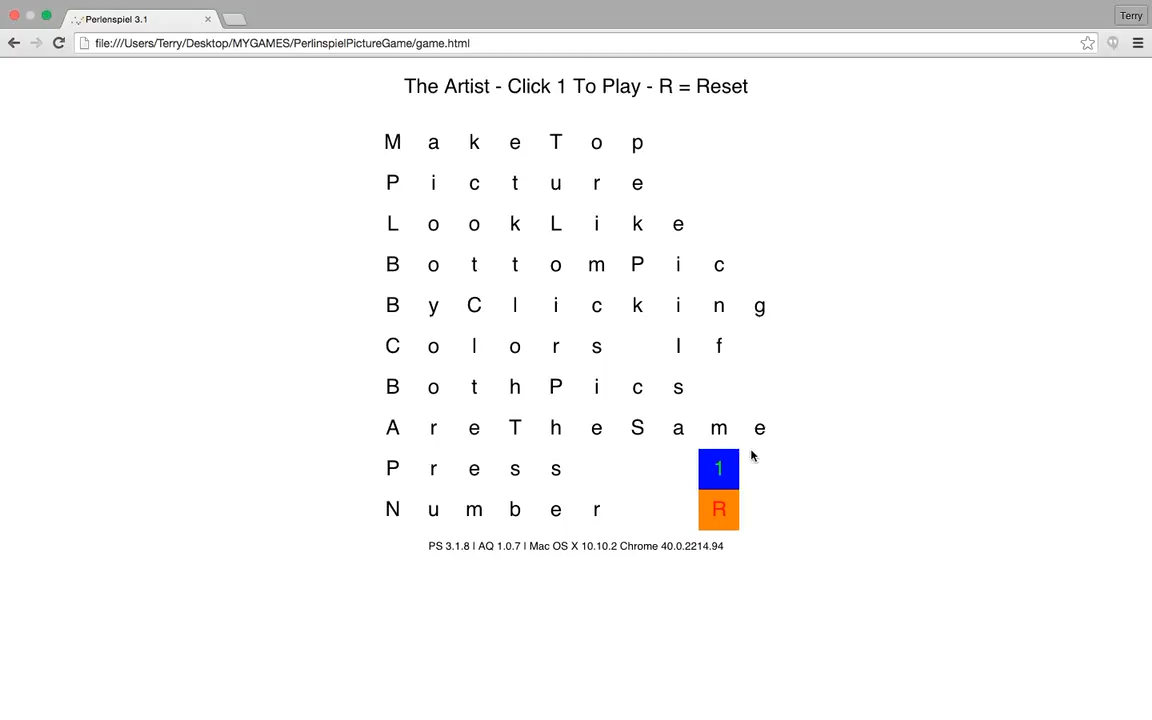 Perlenspiel 3.1
Terry
file:///Users/Terry/Desktop/MYGAMES/PerlinspielPictureGame/game.html
The Artist - Click 1 To Play - R = Reset
M a k e T o p
P i c t u r e
L o o k L i k e
B o t t o m P i c
B y C l i c k i n g
C o l o r s I f
B o t h P i c s
A r e T h e S a m e
P r e s s 1
N u m b e r R
PS 3.1.8 | AQ 1.0.7 | Mac OS X 10.10.2 Chrome 40.0.2214.94